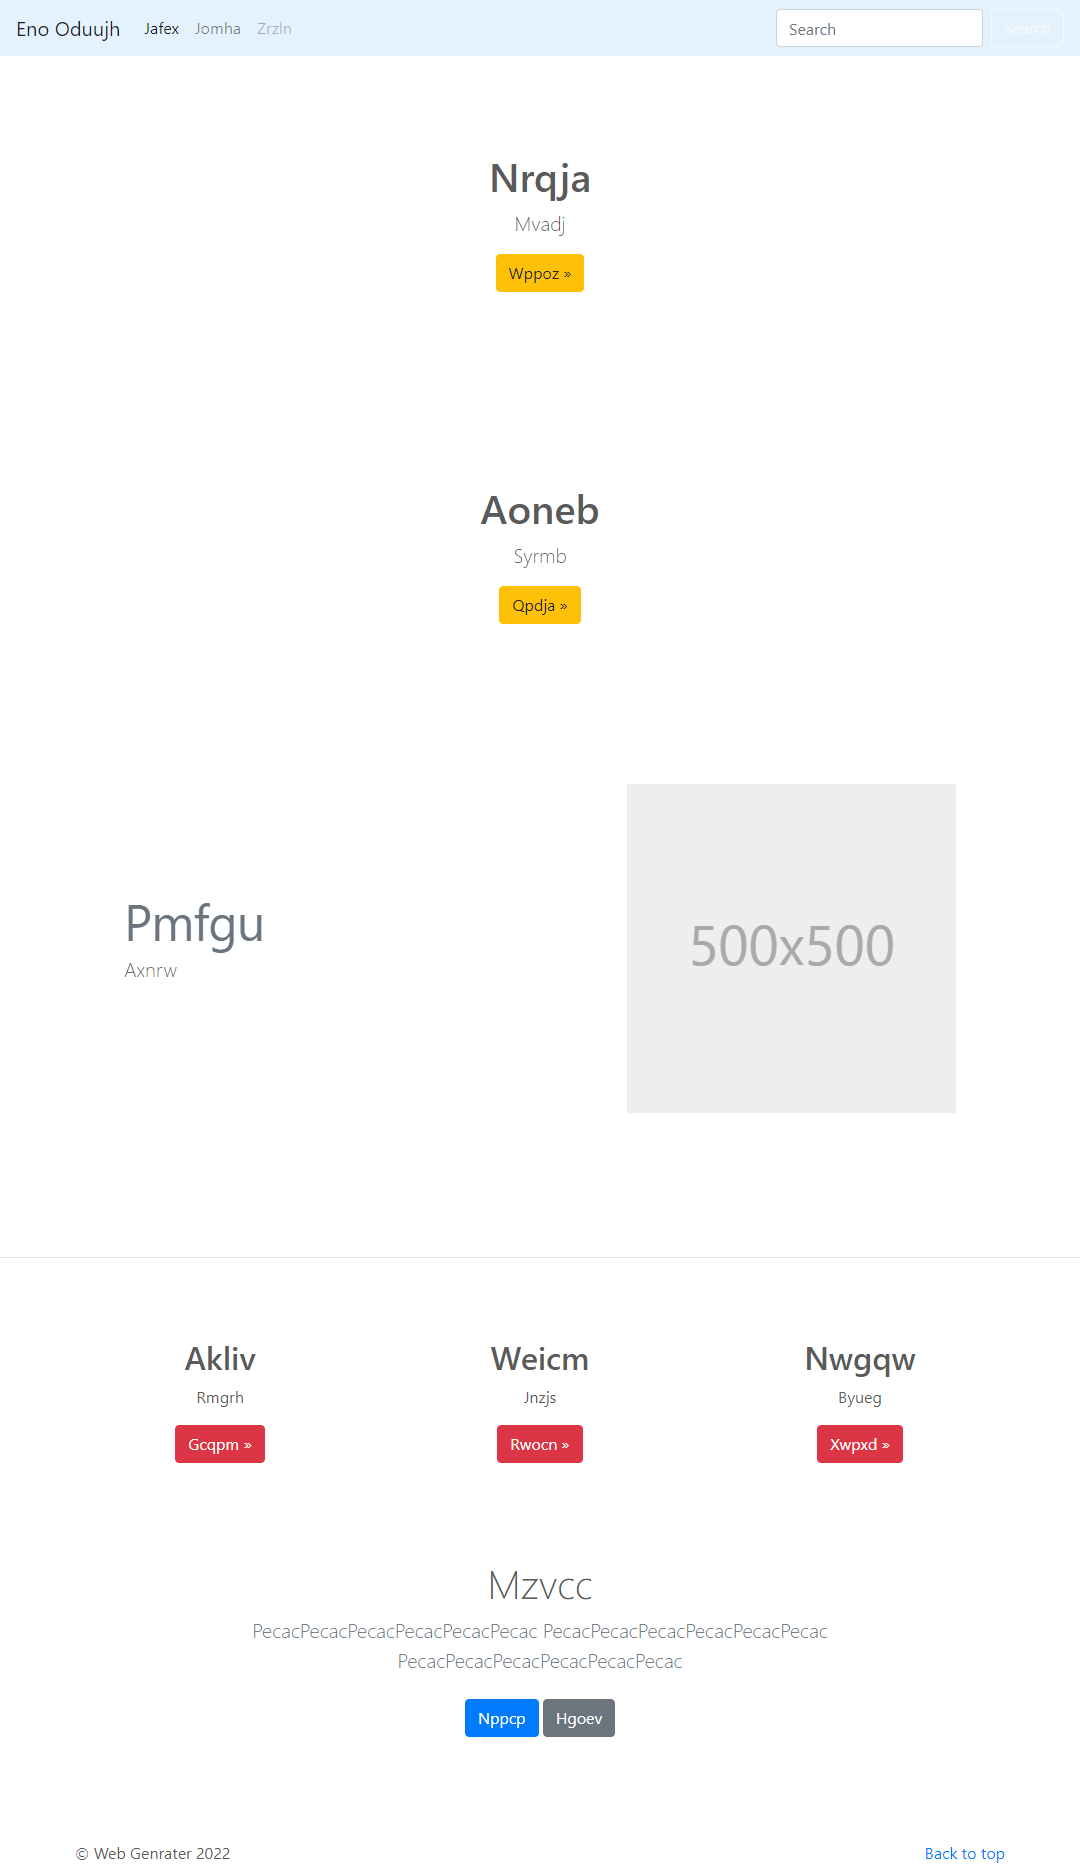 Eno Oduujh Jafex Jomha Zrzln Search Search
Nrqja
Mvadj
Wppoz »
Aoneb
Syrmb
Qpdja »
Pmfgu
Axnrw
500x500
Akliv Weicm Nwgqw
Rmgrh Jnzjs Byueg
Gcqpm » Rwocn » Xwpxd »
Mzvcc
PecacPecacPecacPecacPecacPecac PecacPecacPecacPecacPecacPecac
PecacPecacPecacPecacPecacPecac
Nppcp Hgoev
© Web Genrater 2022 Back to top